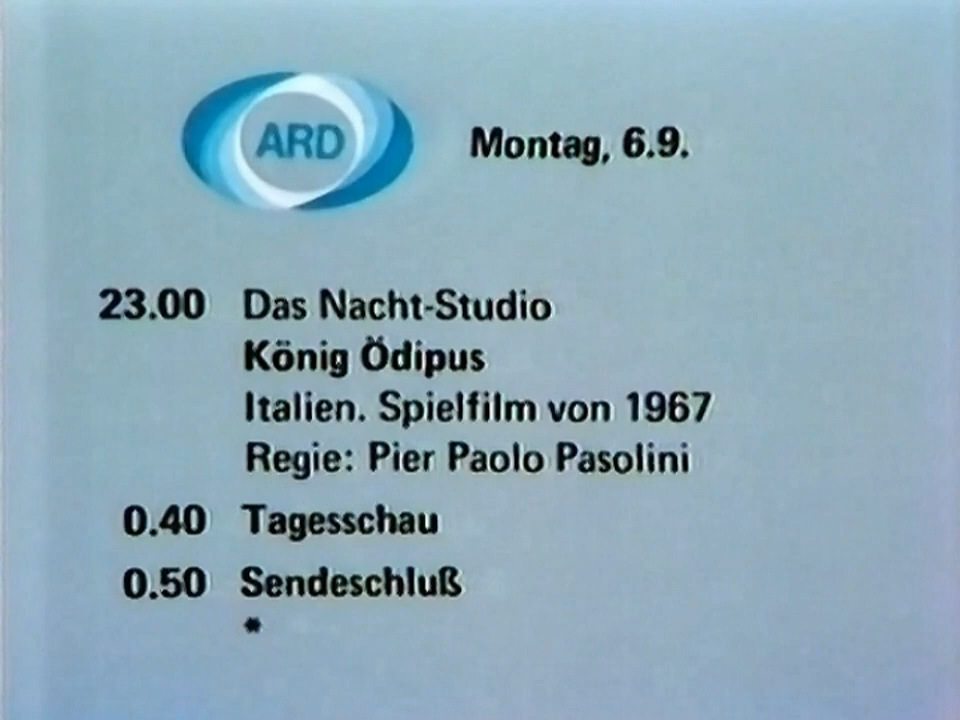 ARD
Montag, 6.9.
23.00 Das Nacht-Studio
König Ödipus
Italien. Spielfilm von 1967
Regie: Pier Paolo Pasolini
0.40 Tagesschau
0.50 Sendeschluß
*